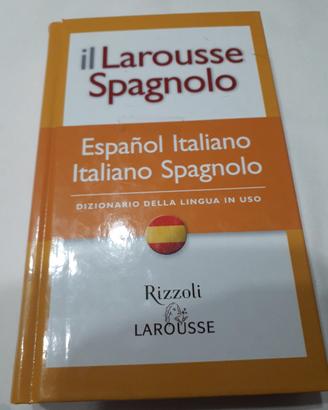 il Larousse
Spagnolo
Español Italiano
Italiano Spagnolo
DIZIONARIO DELLA LINGUA IN USO
Rizzoli
LAROUSSE